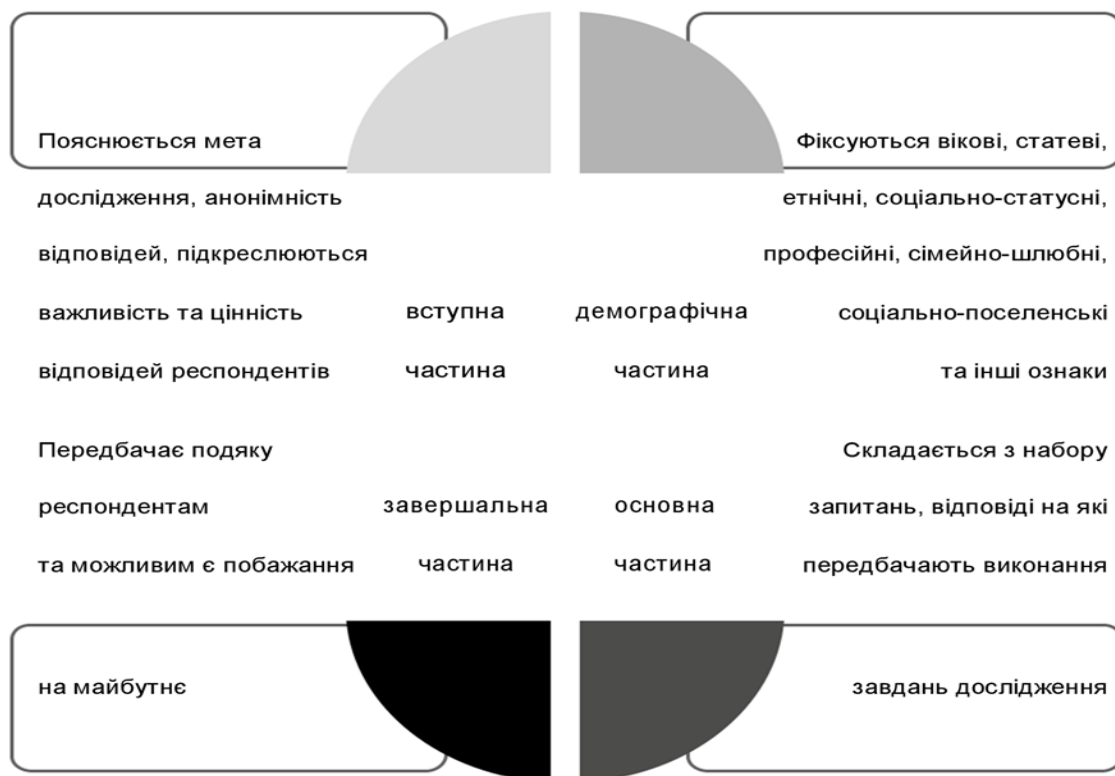 Пояснюється мета
дослідження, анонімність
відповідей, підкреслюються
важливість та цінність
відповідей респондентів
вступна
частина
демографічна
частина
Фіксуються вікові, статеві,
етнічні, соціально-статусні,
професійні, сімейно-шлюбні,
соціально-поселенські
та інші ознаки
Передбачає подяку
респондентам
та можливим є побажання
на майбутнє
завершальна
частина
основна
частина
Складається з набору
запитань, відповіді на які
передбачають виконання
завдань дослідження